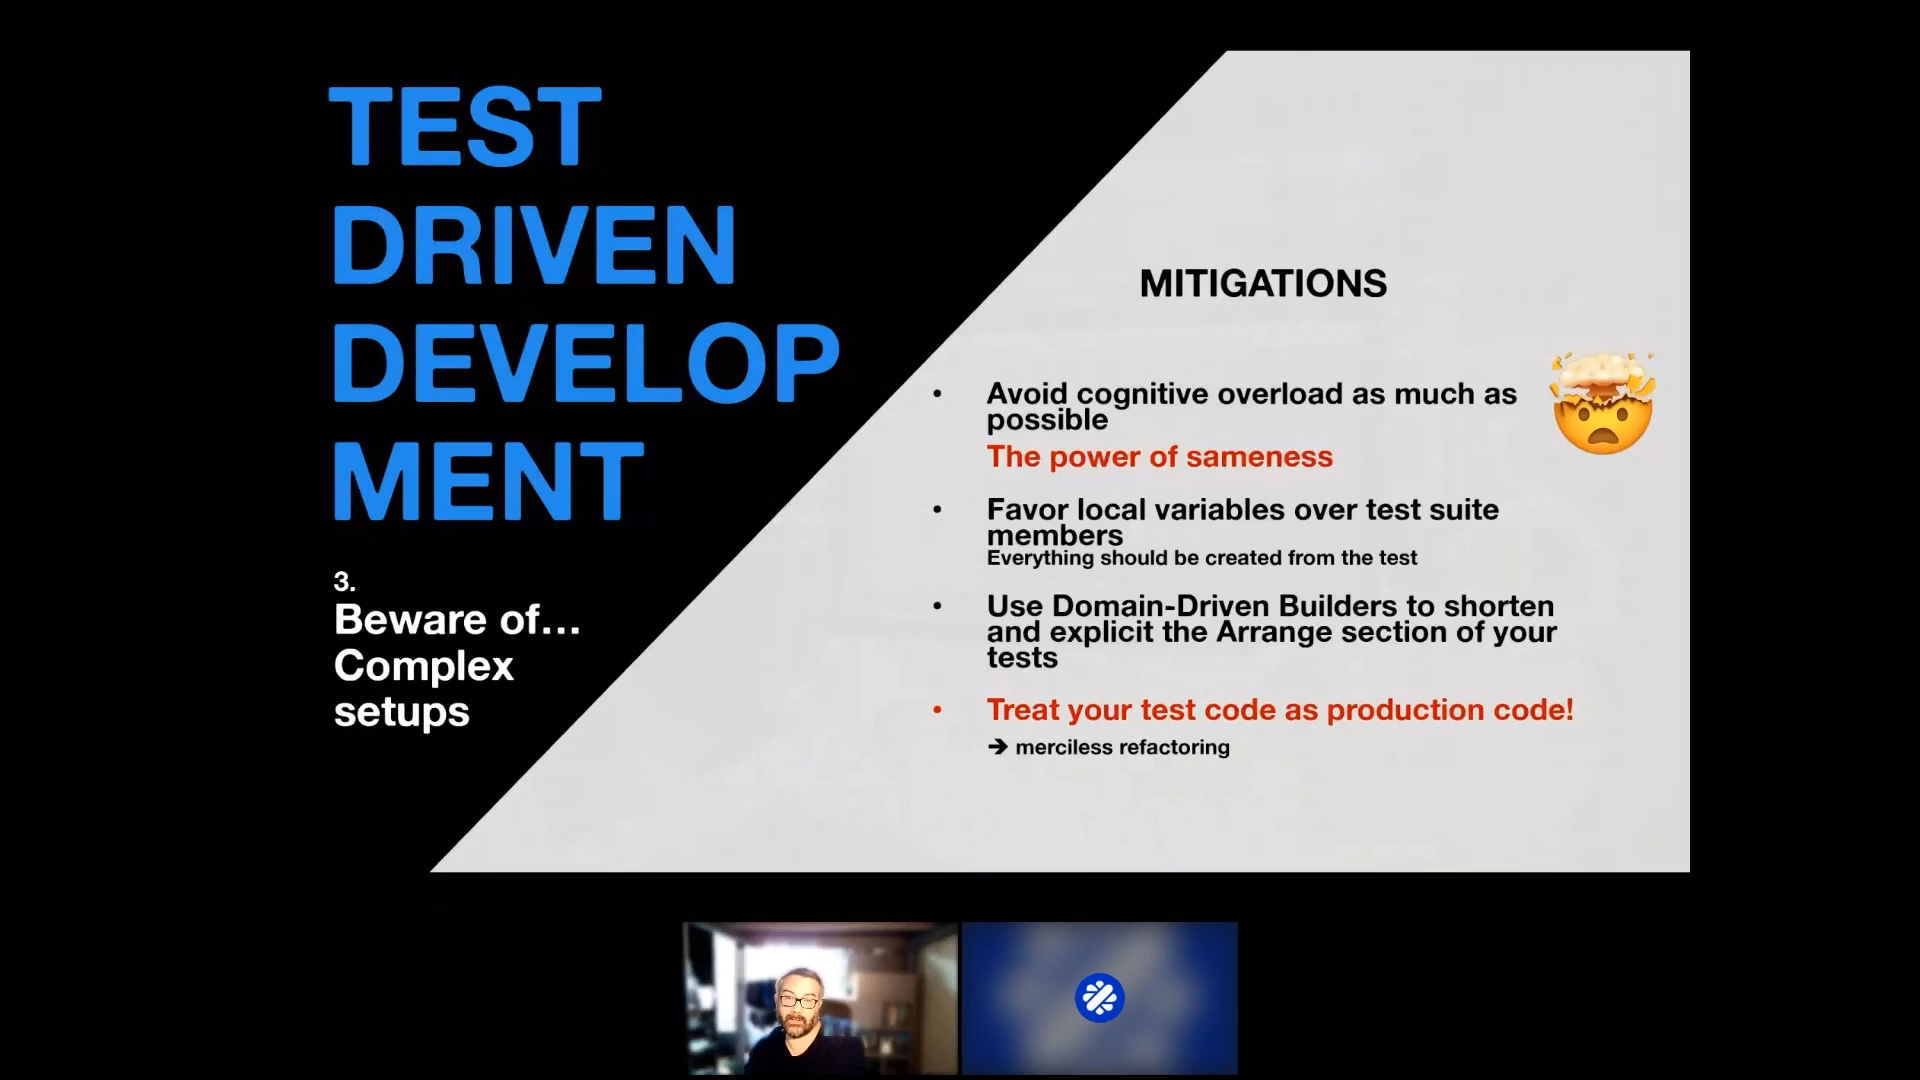 TEST
DRIVEN
DEVELOP
MENT
3.
Beware of...
Complex
setups
MITIGATIONS
• Avoid cognitive overload as much as
possible
The power of sameness
• Favor local variables over test suite
members
Everything should be created from the test
• Use Domain-Driven Builders to shorten
and explicit the Arrange section of your
tests
• Treat your test code as production code!
➔ merciless refactoring